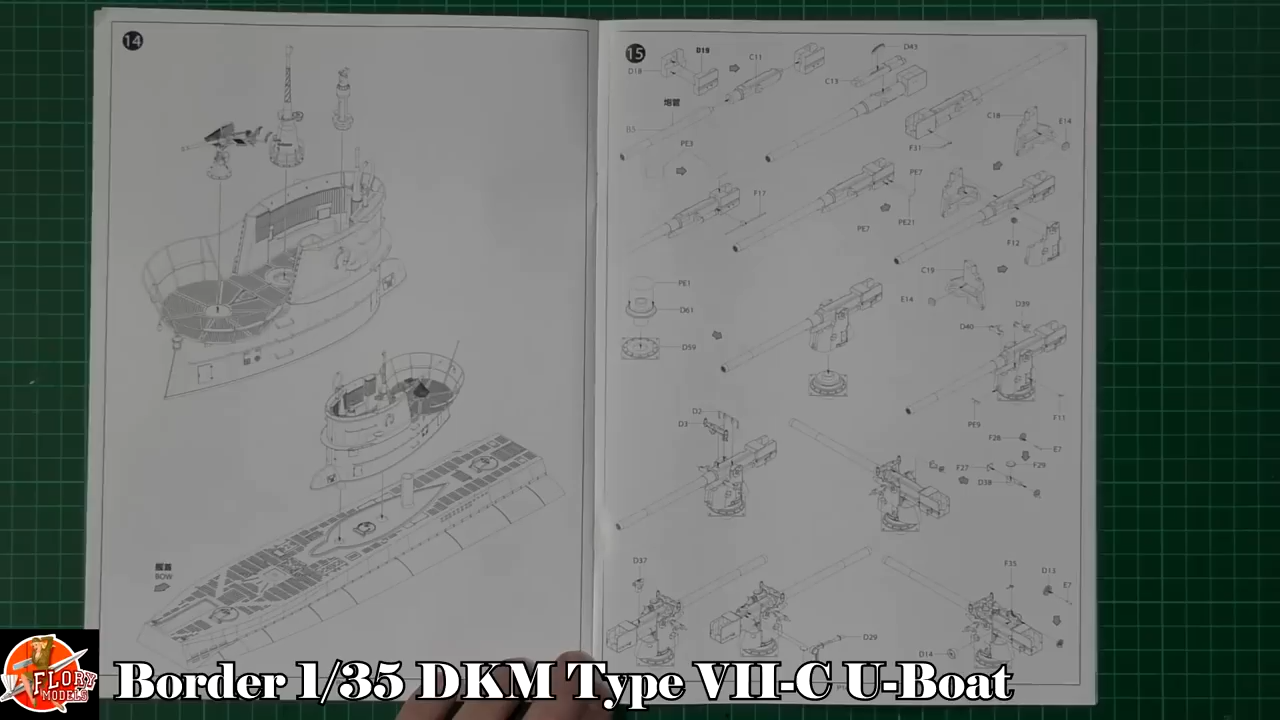 14
艦首
BOW
15
D18
D19
C11
C13
D43
炮管
B5
F31
C18
E14
PE3
F17
PE7
PE7
PE21
F12
C19
E14
PE1
D61
D59
D39
D40
PE9
F11
D2
D3
F28
E7
F27
F29
D38
D37
D29
F35
D13
E7
D14
FLORY
MODELS
Border 1/35 DKM Type VII-C U-Boat